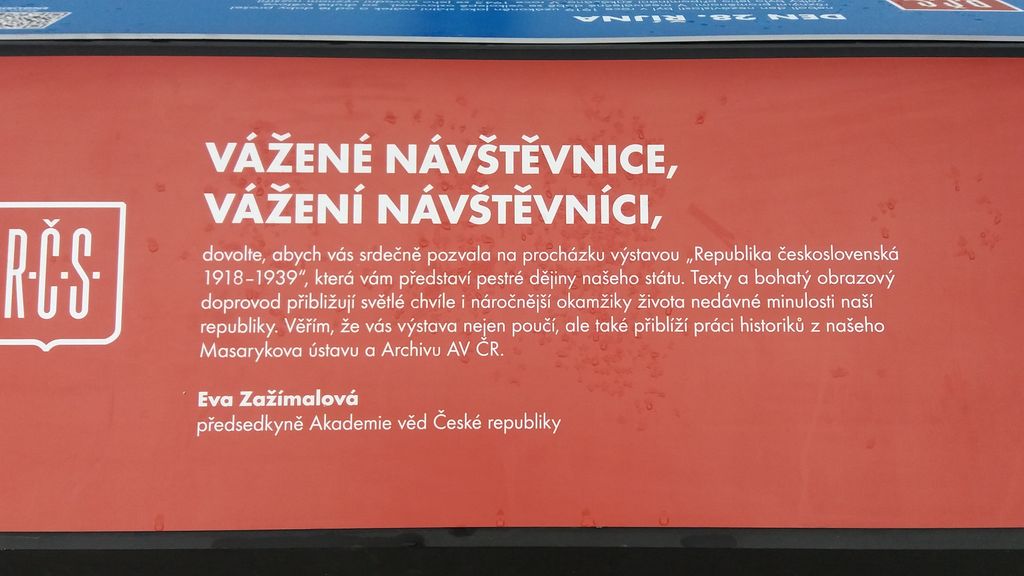 DEN 28. ŘÍJNA
R·Č·S·
VÁŽENÉ NÁVŠTĚVNICE,
VÁŽENÍ NÁVŠTĚVNÍCI,
dovolte, abych vás srdečně pozvala na procházku výstavou „Republika československá
1918–1939“, která vám představí pestré dějiny našeho státu. Texty a bohatý obrazový
doprovod přibližují světlé chvíle i náročnější okamžiky života nedávné minulosti naší
republiky. Věřím, že vás výstava nejen poučí, ale také přiblíží práci historiků z našeho
Masarykova ústavu a Archivu AV ČR.
Eva Zažímalová
předsedkyně Akademie věd České republiky